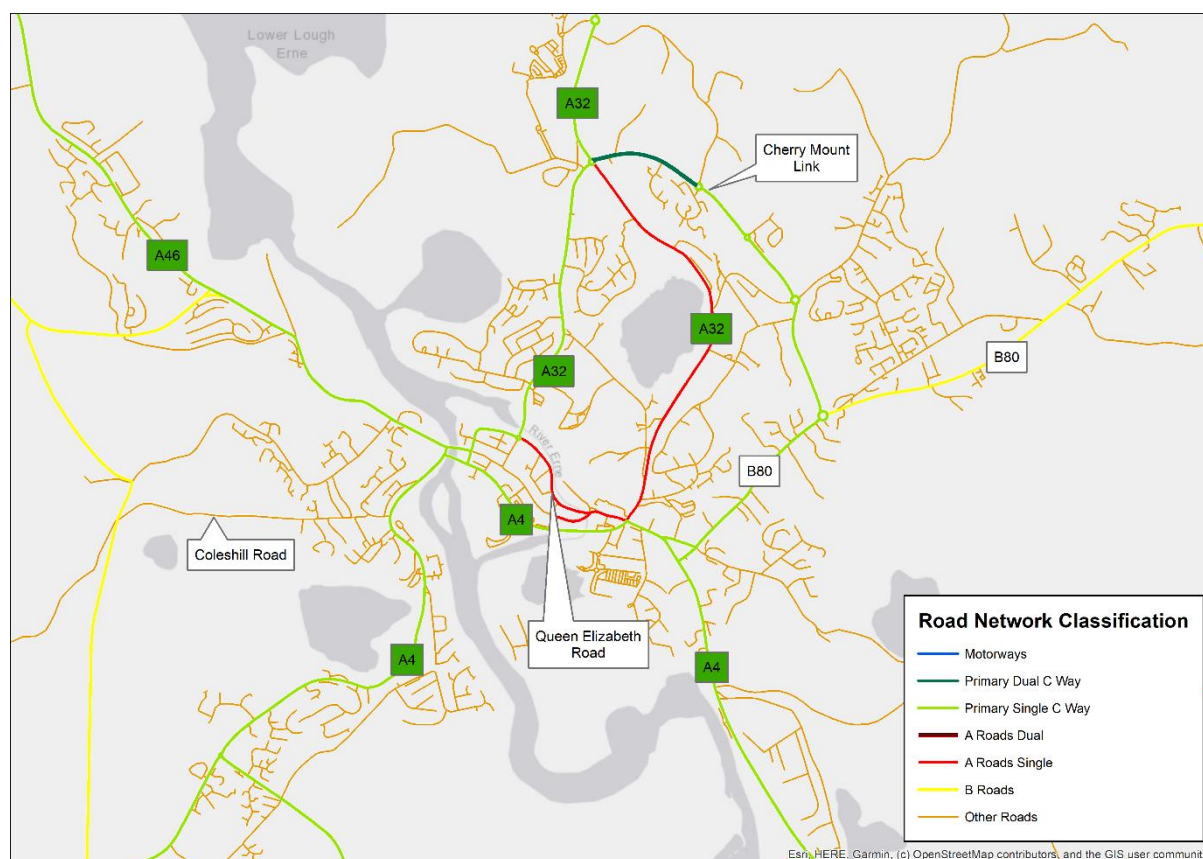 Lower Lough
Erne
A32
Cherry Mount
Link
A46
A32
A32
B80
River Erne
B80
A4
Coleshill Road
Queen Elizabeth
Road
A4
A4
Road Network Classification
Motorways
Primary Dual C Way
Primary Single C Way
A Roads Dual
A Roads Single
B Roads
Other Roads
Esri, HERE, Garmin, (c) OpenStreetMap contributors, and the GIS user communit